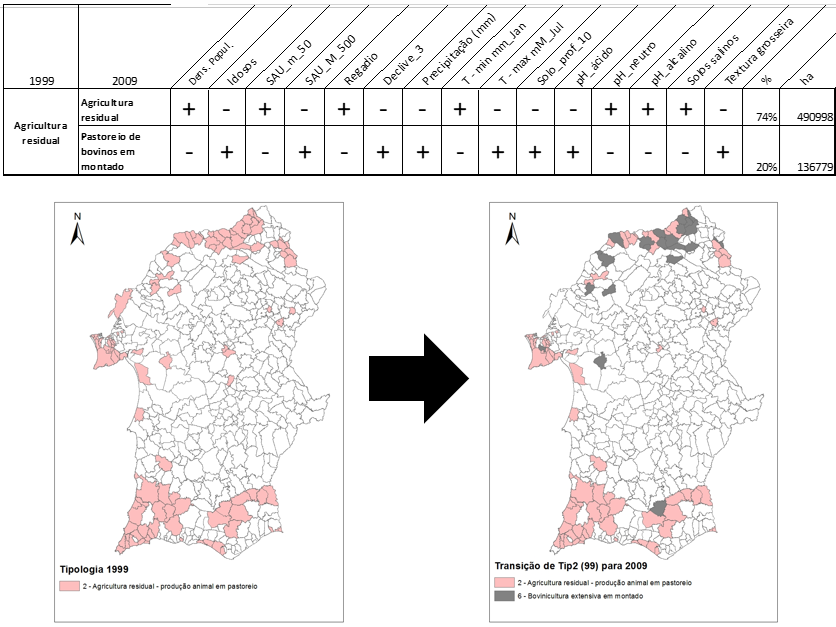 1999
2009
Dens. Popul.
Idosos
SAU_m_50
SAU_M_500
Regadio
Declive_3
Precipitação (mm)
T - min mm_Jan
T - max mM_Jul
Solo_prof_10
pH_ácido
pH_neutro
pH_alcalino
Solos salinos
Textura grosseira
%
ha
Agricultura residual
Agricultura residual
+ - + - + - - + - - - + + + - 74% 490998
Pastoreio de bovinos em montado
- + - + - + + - + + + - - - + 20% 136779
N
N
Tipologia 1999
2 - Agricultura residual - produção animal em pastoreio
Transição de Tip2 (99) para 2009
2 - Agricultura residual - produção animal em pastoreio
6 - Bovinicultura extensiva em montado